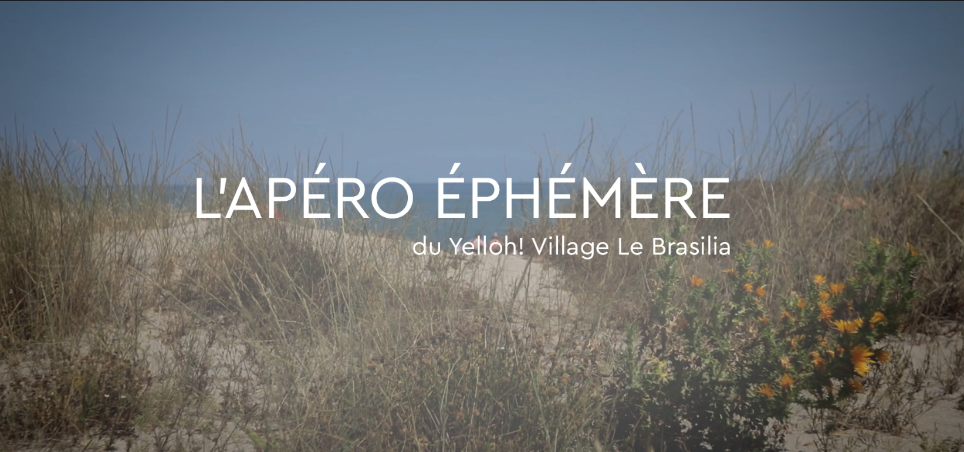 L'APÉRO ÉPHÉMÈRE
du Yelloh! Village Le Brasilia